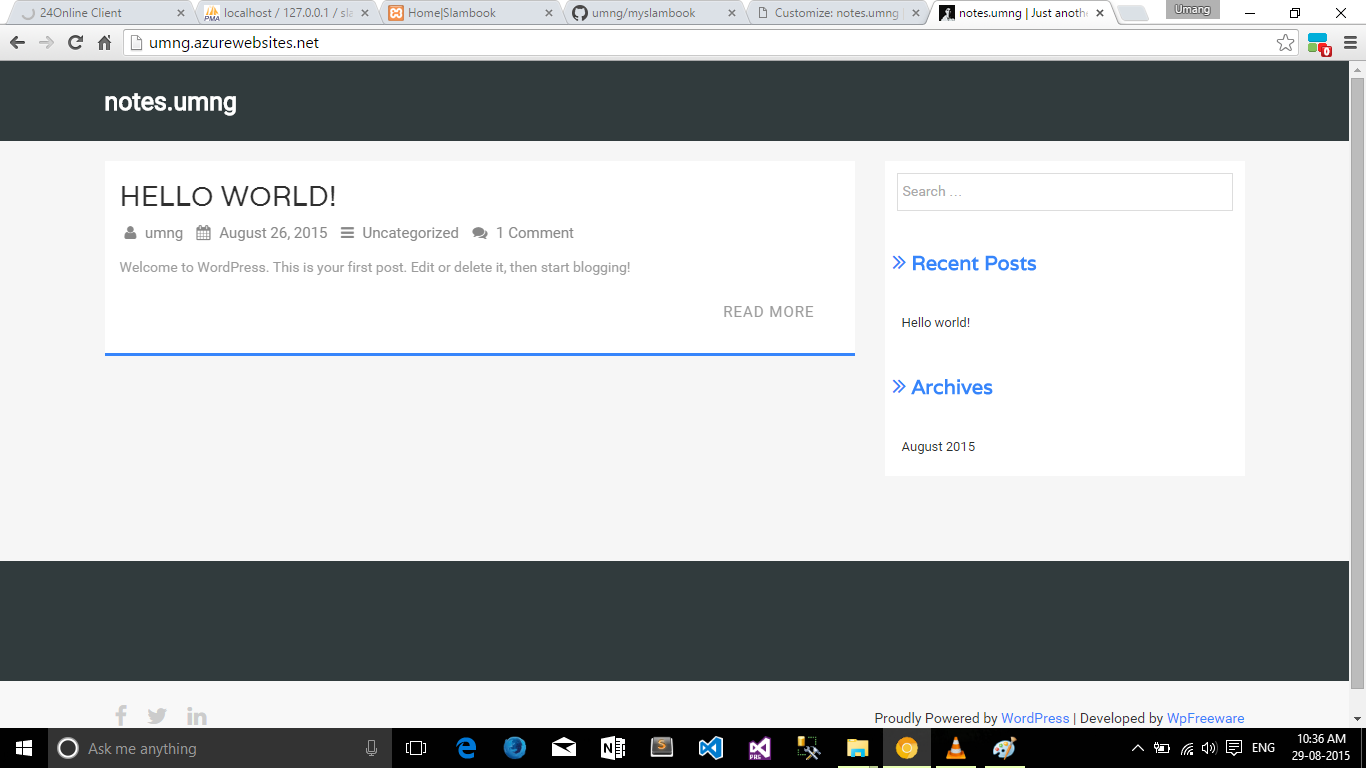 24Online Client
localhost / 127.0.0.1 / sla
Home|Slambook
umng/myslambook
Customize: notes.umng |
notes.umng | Just anothe
Umang
umng.azurewebsites.net
0
notes.umng
HELLO WORLD!
umng August 26, 2015 Uncategorized 1 Comment
Welcome to WordPress. This is your first post. Edit or delete it, then start blogging!
READ MORE
Search …
Recent Posts
Hello world!
Archives
August 2015
Proudly Powered by WordPress | Developed by WpFreeware
Ask me anything
ENG
10:36 AM
29-08-2015